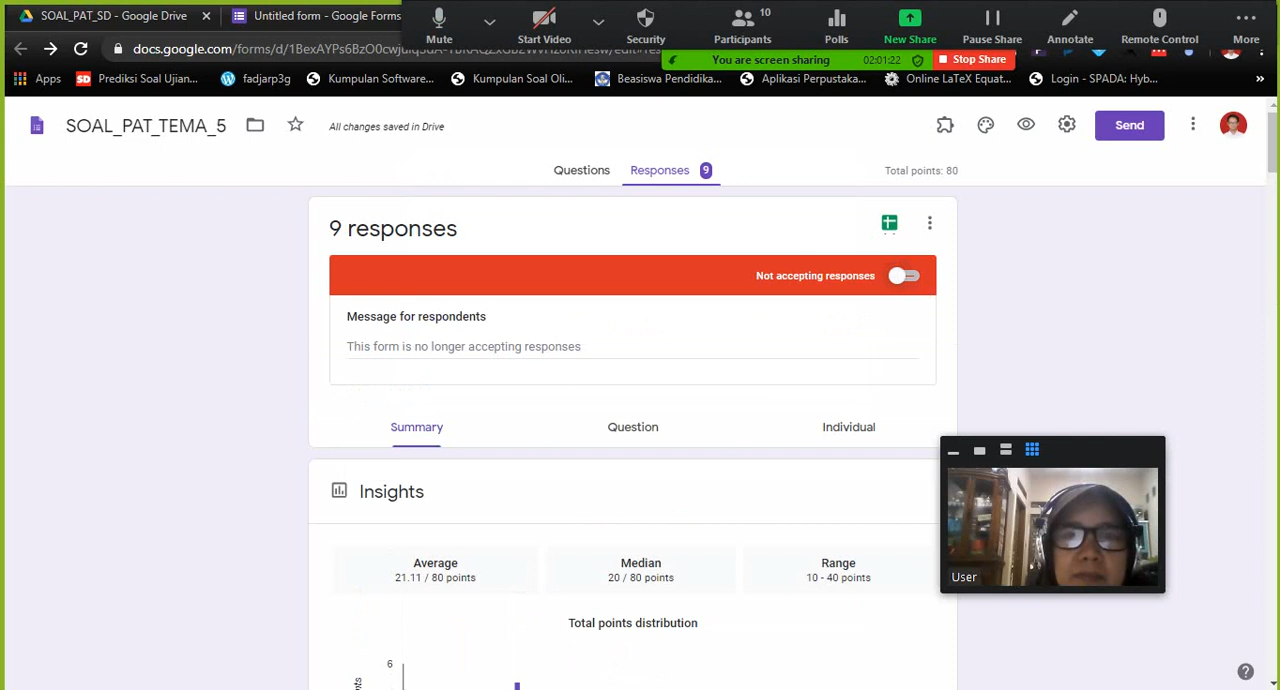 SOAL_PAT_SD - Google Drive
Untitled form - Google Forms
Mute
Start Video
Security
Participants
10
Polls
New Share
Pause Share
Annotate
Remote Control
More
You are screen sharing
02:01:22
Stop Share
Apps
Prediksi Soal Ujian...
fadjarp3g
Kumpulan Software...
Kumpulan Soal Oli...
Beasiswa Pendidika...
Aplikasi Perpustaka...
Online LaTeX Equat...
Login - SPADA: Hyb...
SOAL_PAT_TEMA_5
All changes saved in Drive
Send
Questions
Responses
9
Total points: 80
9 responses
Not accepting responses
Message for respondents
This form is no longer accepting responses
Summary
Question
Individual
Insights
Average
21.11 / 80 points
Median
20 / 80 points
Range
10 - 40 points
User
Total points distribution
6